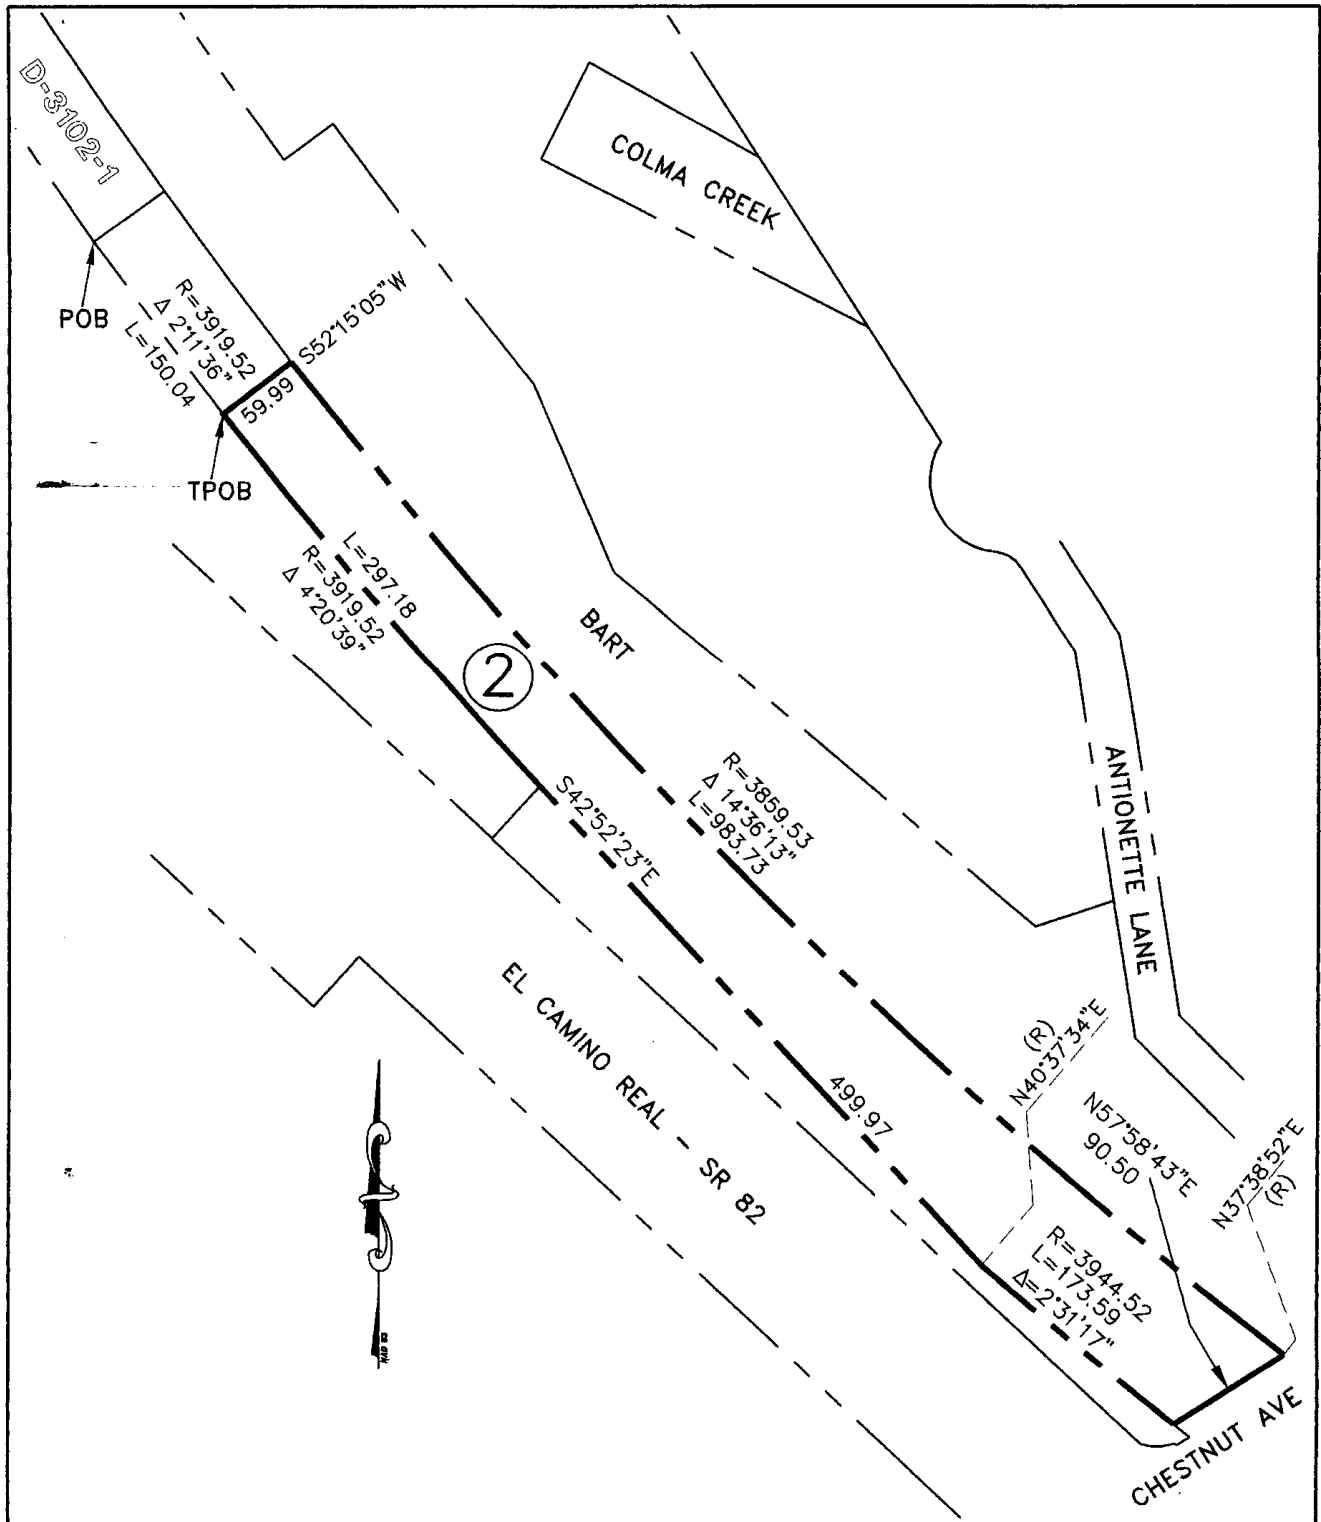 D-3102-1
COLMA CREEK
POB
R=3919.52
Δ 2°11'36"
L=150.04
S52°15'05"W
59.99
TPOB
L=297.18
R=3919.52
Δ 4°20'39"
BART
2
R=3859.53
Δ 14°36'13"
L=983.73
S42°52'23"E
ANTIONETTE LANE
EL CAMINO REAL - SR 82
499.97
(R)
N40°37'34"E
N57°58'43"E
90.50
N37°38'52"E
(R)
R=3944.52
L=173.59
Δ=2°31'17"
CHESTNUT AVE
NAD 83